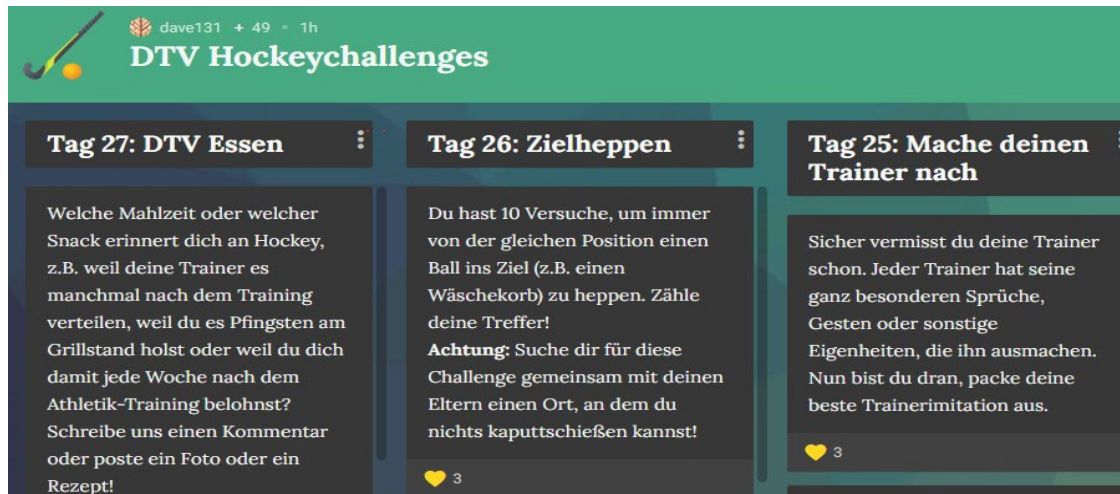 dave131 + 49 • 1h
DTV Hockeychallenges
Tag 27: DTV Essen
Welche Mahlzeit oder welcher
Snack erinnert dich an Hockey,
z.B. weil deine Trainer es
manchmal nach dem Training
verteilen, weil du es Pfingsten am
Grillstand holst oder weil du dich
damit jede Woche nach dem
Athletik-Training belohnst?
Schreibe uns einen Kommentar
oder poste ein Foto oder ein
Rezept!
Tag 26: Zielheppen
Du hast 10 Versuche, um immer
von der gleichen Position einen
Ball ins Ziel (z.B. einen
Wäschekorb) zu heppen. Zähle
deine Treffer!
Achtung: Suche dir für diese
Challenge gemeinsam mit deinen
Eltern einen Ort, an dem du
nichts kaputtschießen kannst!
3
Tag 25: Mache deinen
Trainer nach
Sicher vermisst du deine Trainer
schon. Jeder Trainer hat seine
ganz besonderen Sprüche,
Gesten oder sonstige
Eigenheiten, die ihn ausmachen.
Nun bist du dran, packe deine
beste Trainerimitation aus.
3